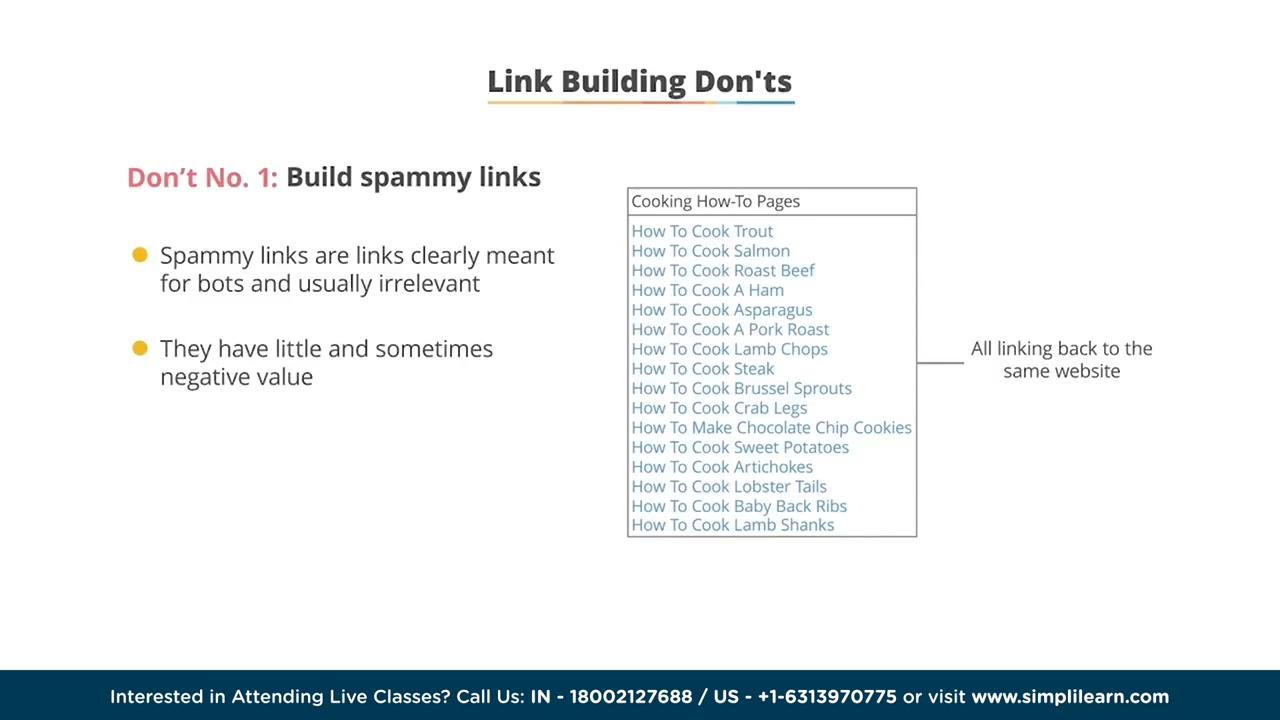 Link Building Don'ts
Don’t No. 1: Build spammy links
Spammy links are links clearly meant
for bots and usually irrelevant
They have little and sometimes
negative value
Cooking How-To Pages
How To Cook Trout
How To Cook Salmon
How To Cook Roast Beef
How To Cook A Ham
How To Cook Asparagus
How To Cook A Pork Roast
How To Cook Lamb Chops
How To Cook Steak
How To Cook Brussel Sprouts
How To Cook Crab Legs
How To Make Chocolate Chip Cookies
How To Cook Sweet Potatoes
How To Cook Artichokes
How To Cook Lobster Tails
How To Cook Baby Back Ribs
How To Cook Lamb Shanks
All linking back to the
same website
Interested in Attending Live Classes? Call Us: IN - 18002127688 / US - +1-6313970775 or visit www.simplilearn.com